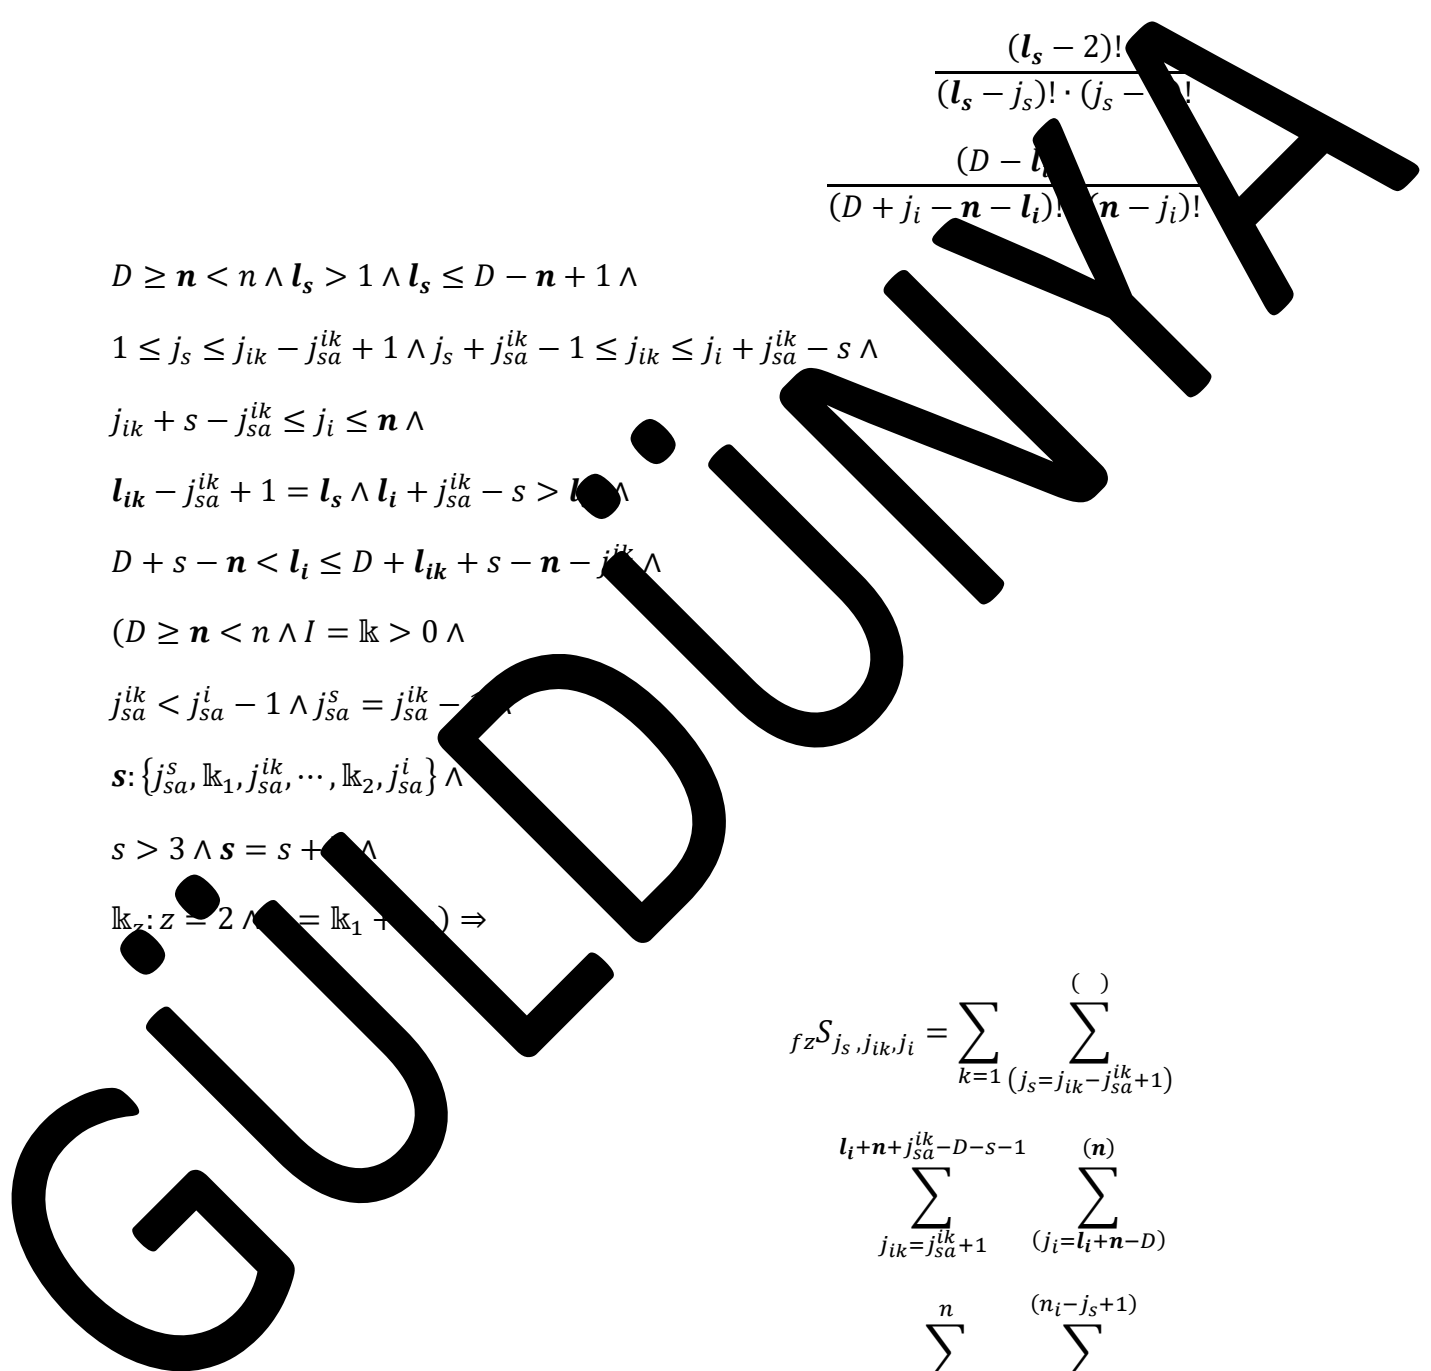 (l_s − 2)!
(l_s − j_s)! · (j_s − )!
(D − l
(D + j_i − n − l_i)! (n − j_i)!
D ≥ n < n ∧ l_s > 1 ∧ l_s ≤ D − n + 1 ∧
1 ≤ j_s ≤ j_ik − j_sa^ik + 1 ∧ j_s + j_sa^ik − 1 ≤ j_ik ≤ j_i + j_sa^ik − s ∧
j_ik + s − j_sa^ik ≤ j_i ≤ n ∧
l_ik − j_sa^ik + 1 = l_s ∧ l_i + j_sa^ik − s > l ∧
D + s − n < l_i ≤ D + l_ik + s − n − j^ik ∧
(D ≥ n < n ∧ I = 𝕜 > 0 ∧
j_sa^ik < j_sa^i − 1 ∧ j_sa^s = j_sa^ik − ∧
s: {j_sa^s, 𝕜_1, j_sa^ik, ⋯, 𝕜_2, j_sa^i} ∧
s > 3 ∧ s = s + ∧
𝕜_z: z = 2 ∧ = 𝕜_1 + ) ⇒
( )
_fz S_{j_s, j_ik, j_i} = ∑ ∑
k=1 (j_s=j_ik−j_sa^ik+1)
l_i+n+j_sa^ik−D−s−1 (n)
∑ ∑
j_ik=j_sa^ik+1 (j_i=l_i+n−D)
n (n_i−j_s+1)
∑ ∑
GÜLDÜNYA